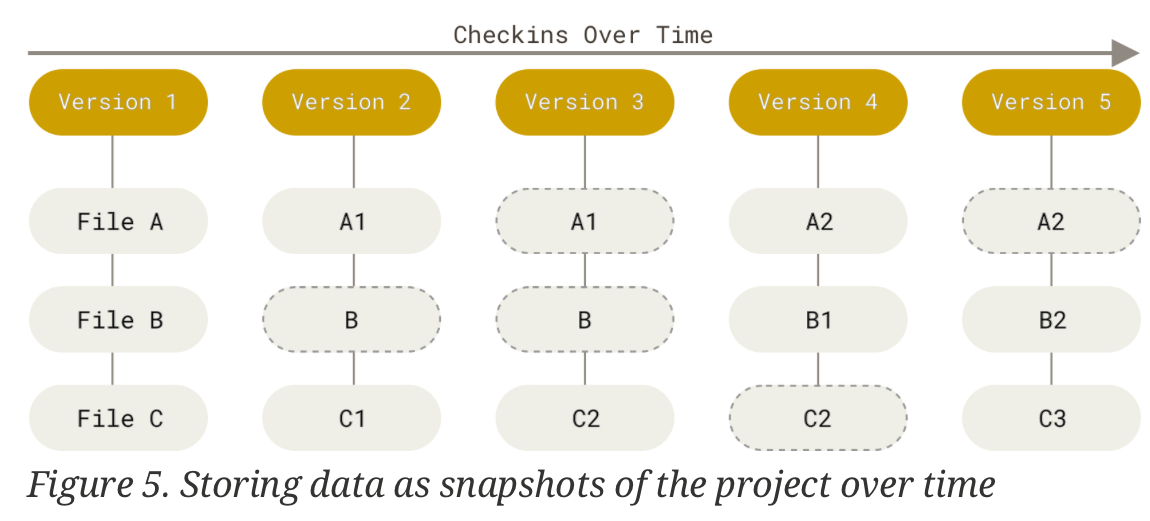 Checkins Over Time
Version 1 Version 2 Version 3 Version 4 Version 5
File A A1 A1 A2 A2
File B B B B1 B2
File C C1 C2 C2 C3
Figure 5. Storing data as snapshots of the project over time